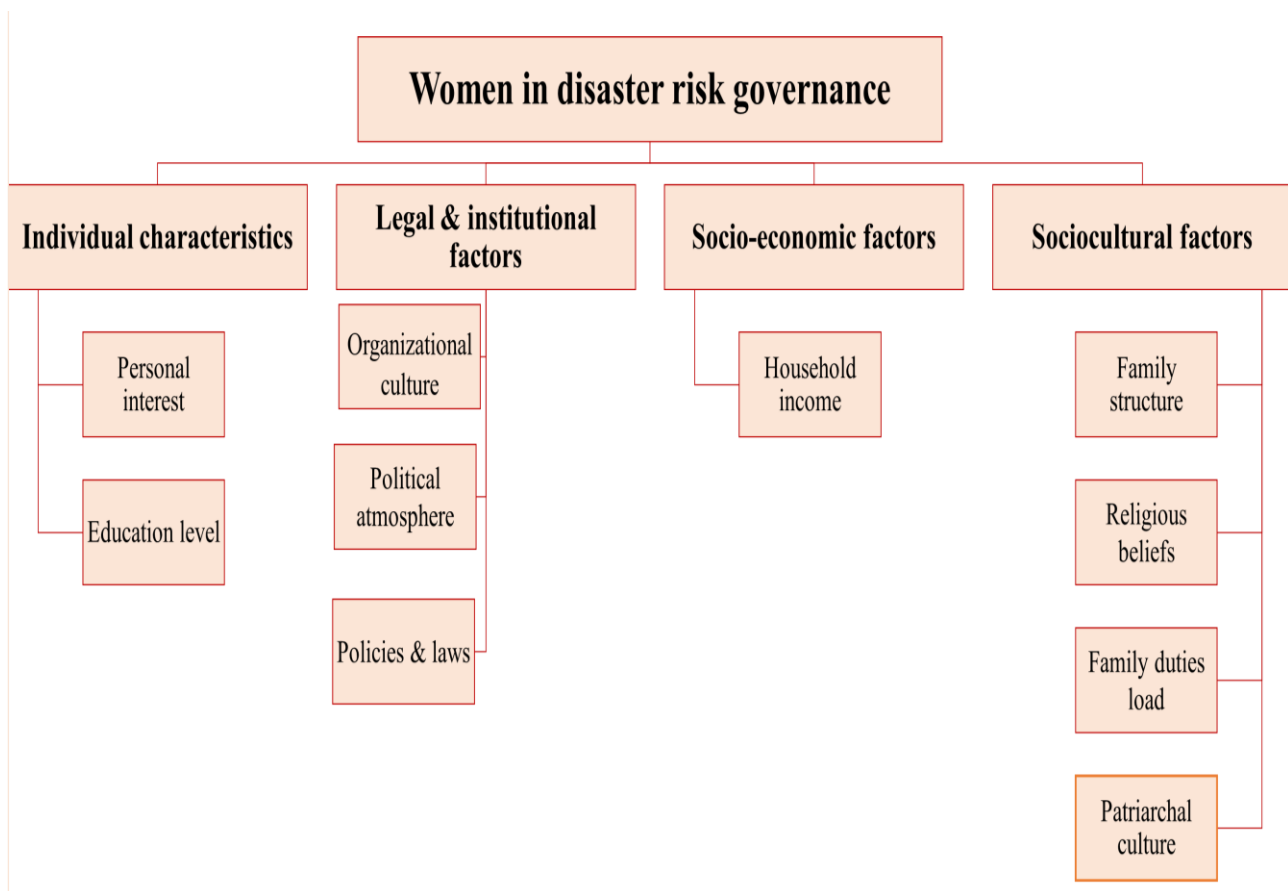 Women in disaster risk governance
Individual characteristics
Legal & institutional
factors
Socio-economic factors
Sociocultural factors
Personal
interest
Education level
Organizational
culture
Political
atmosphere
Policies & laws
Household
income
Family
structure
Religious
beliefs
Family duties
load
Patriarchal
culture